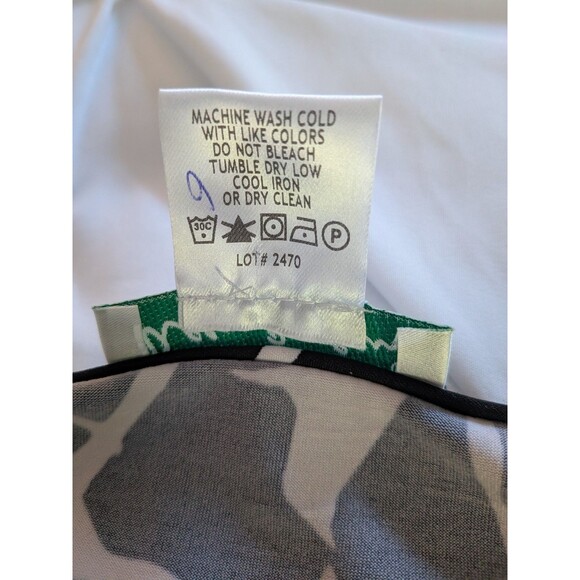 MACHINE WASH COLD
WITH LIKE COLORS
DO NOT BLEACH
TUMBLE DRY LOW
COOL IRON
OR DRY CLEAN
30C P
LOT# 2470